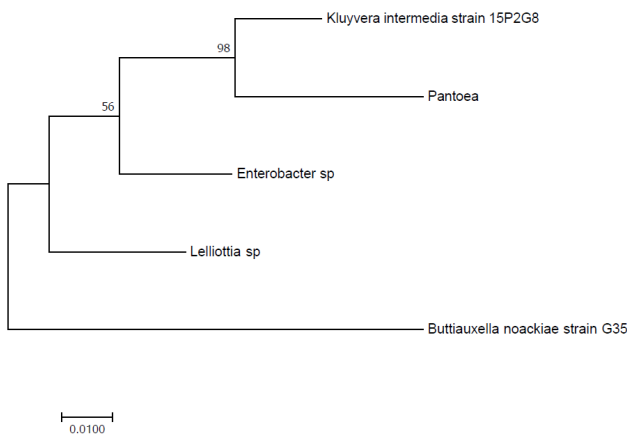 Kluyvera intermedia strain 15P2G8
98
Pantoea
56
Enterobacter sp
Lelliottia sp
Buttiauxella noackiae strain G35
0.0100